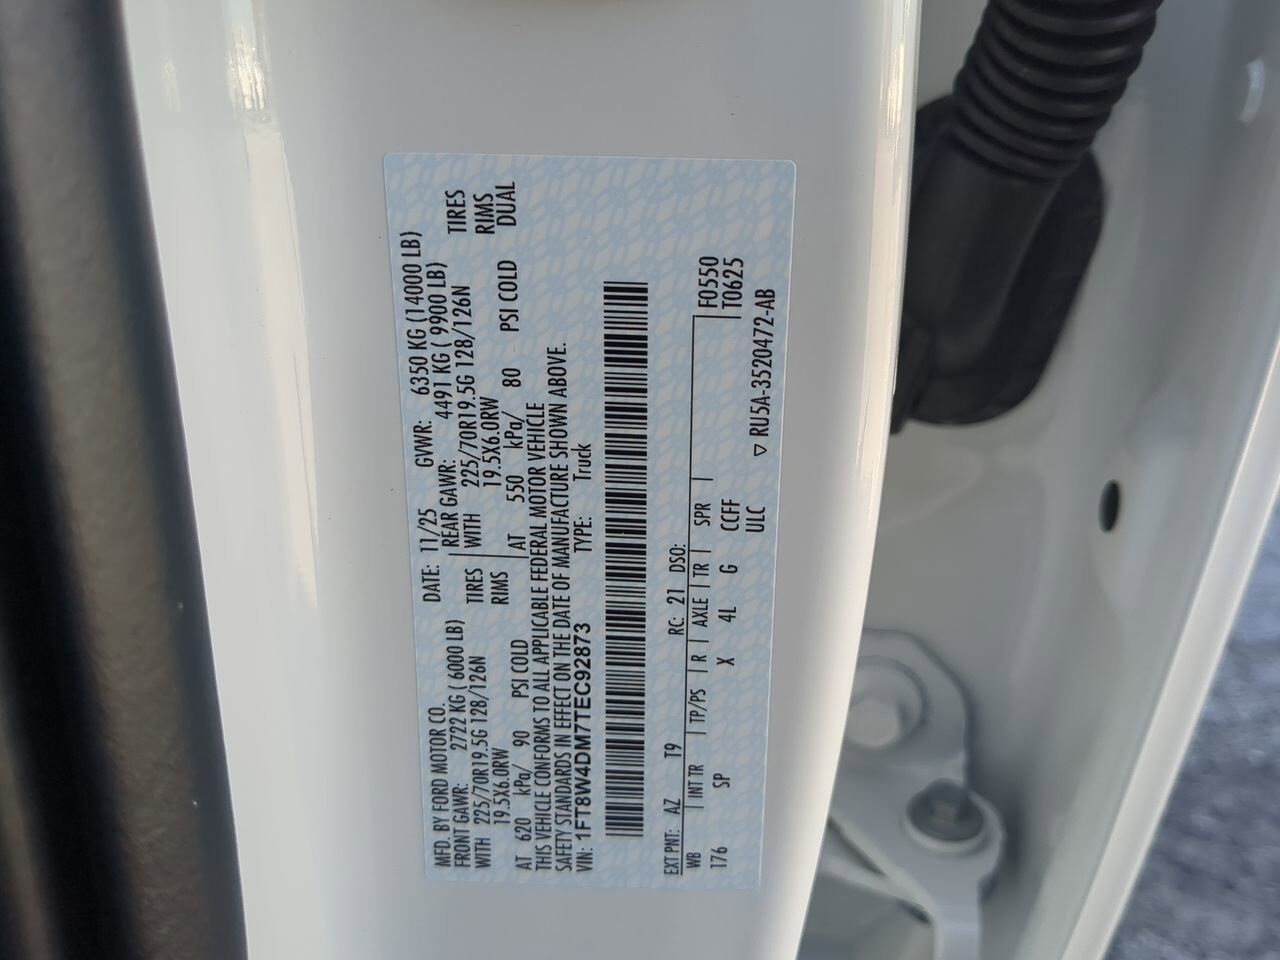 MFD. BY FORD MOTOR CO.
DATE: 11/25 GVWR: 6350 KG (14000 LB)
FRONT GAWR: 2722 KG ( 6000 LB)
REAR GAWR: 4491 KG ( 9900 LB)
WITH 225/70R19.5G 128/126N TIRES
WITH 225/70R19.5G 128/126N TIRES
19.5X6.0RW RIMS
19.5X6.0RW RIMS
AT 620 kPa/ 90 PSI COLD
AT 550 kPa/ 80 PSI COLD DUAL
THIS VEHICLE CONFORMS TO ALL APPLICABLE FEDERAL MOTOR VEHICLE
SAFETY STANDARDS IN EFFECT ON THE DATE OF MANUFACTURE SHOWN ABOVE.
VIN: 1FT8W4DM7TEC92873 TYPE: Truck
EXT PNT: AZ T9 RC: 21 DSO:
WB INT TR TP/PS R AXLE TR SPR F0550
176 SP X 4L G CCFF T0625
ULC
▽ RU5A-3520472-AB